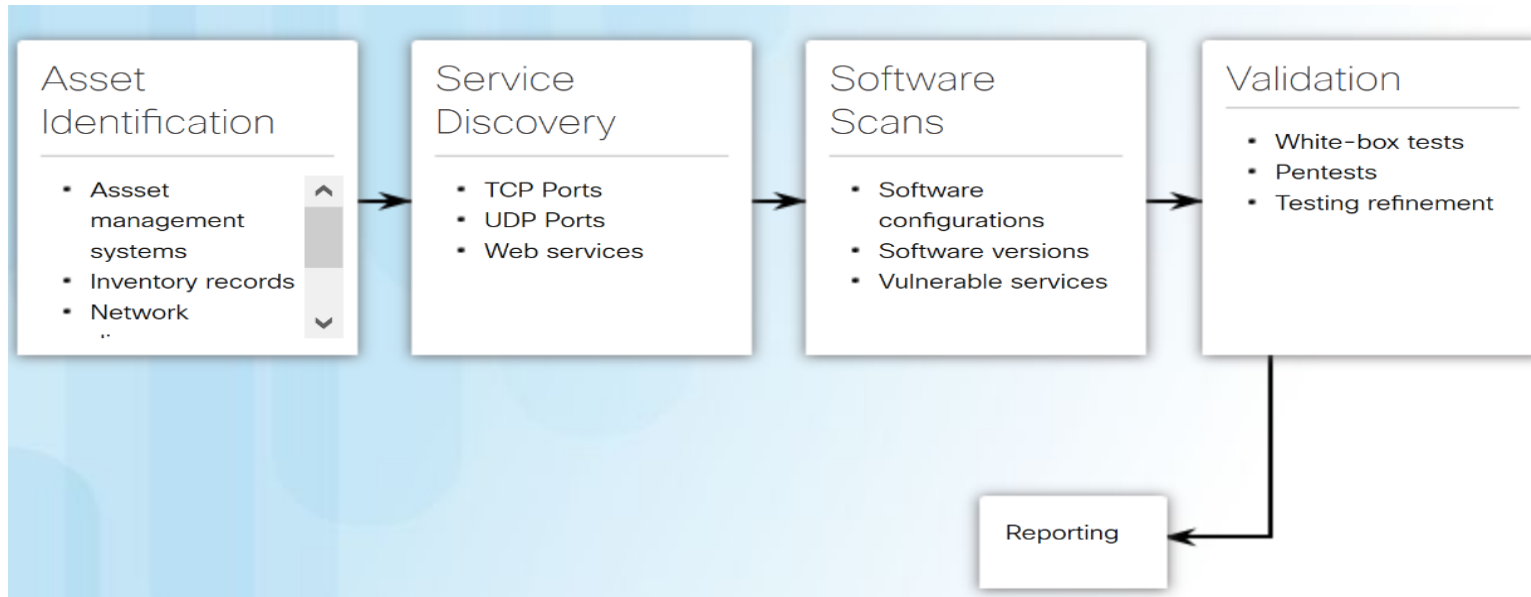 Asset
Identification
• Assset
management
systems
• Inventory records
• Network
Service
Discovery
• TCP Ports
• UDP Ports
• Web services
Software
Scans
• Software
configurations
• Software versions
• Vulnerable services
Validation
• White-box tests
• Pentests
• Testing refinement
Reporting